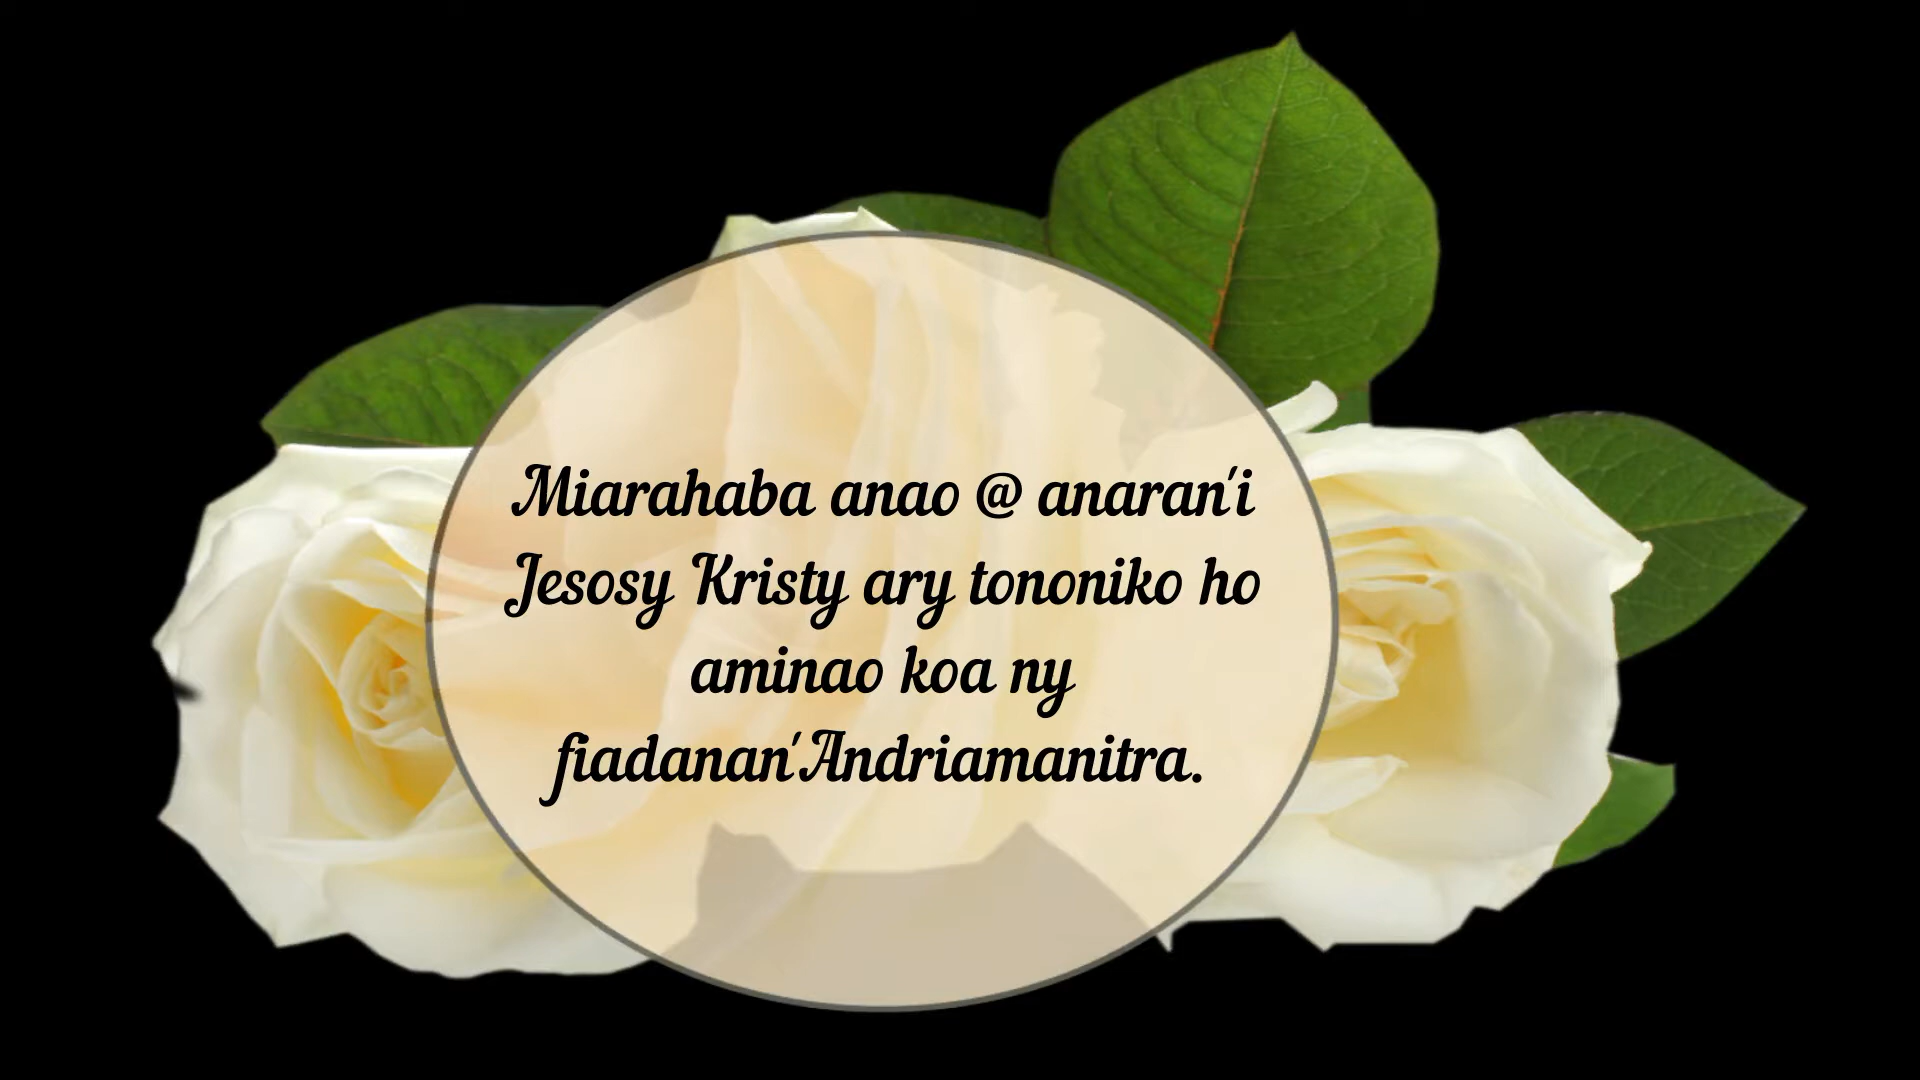 Miarahaba anao @ anaran'i
Jesosy Kristy ary tononiko ho
aminao koa ny
fiadanan'Andriamanitra.